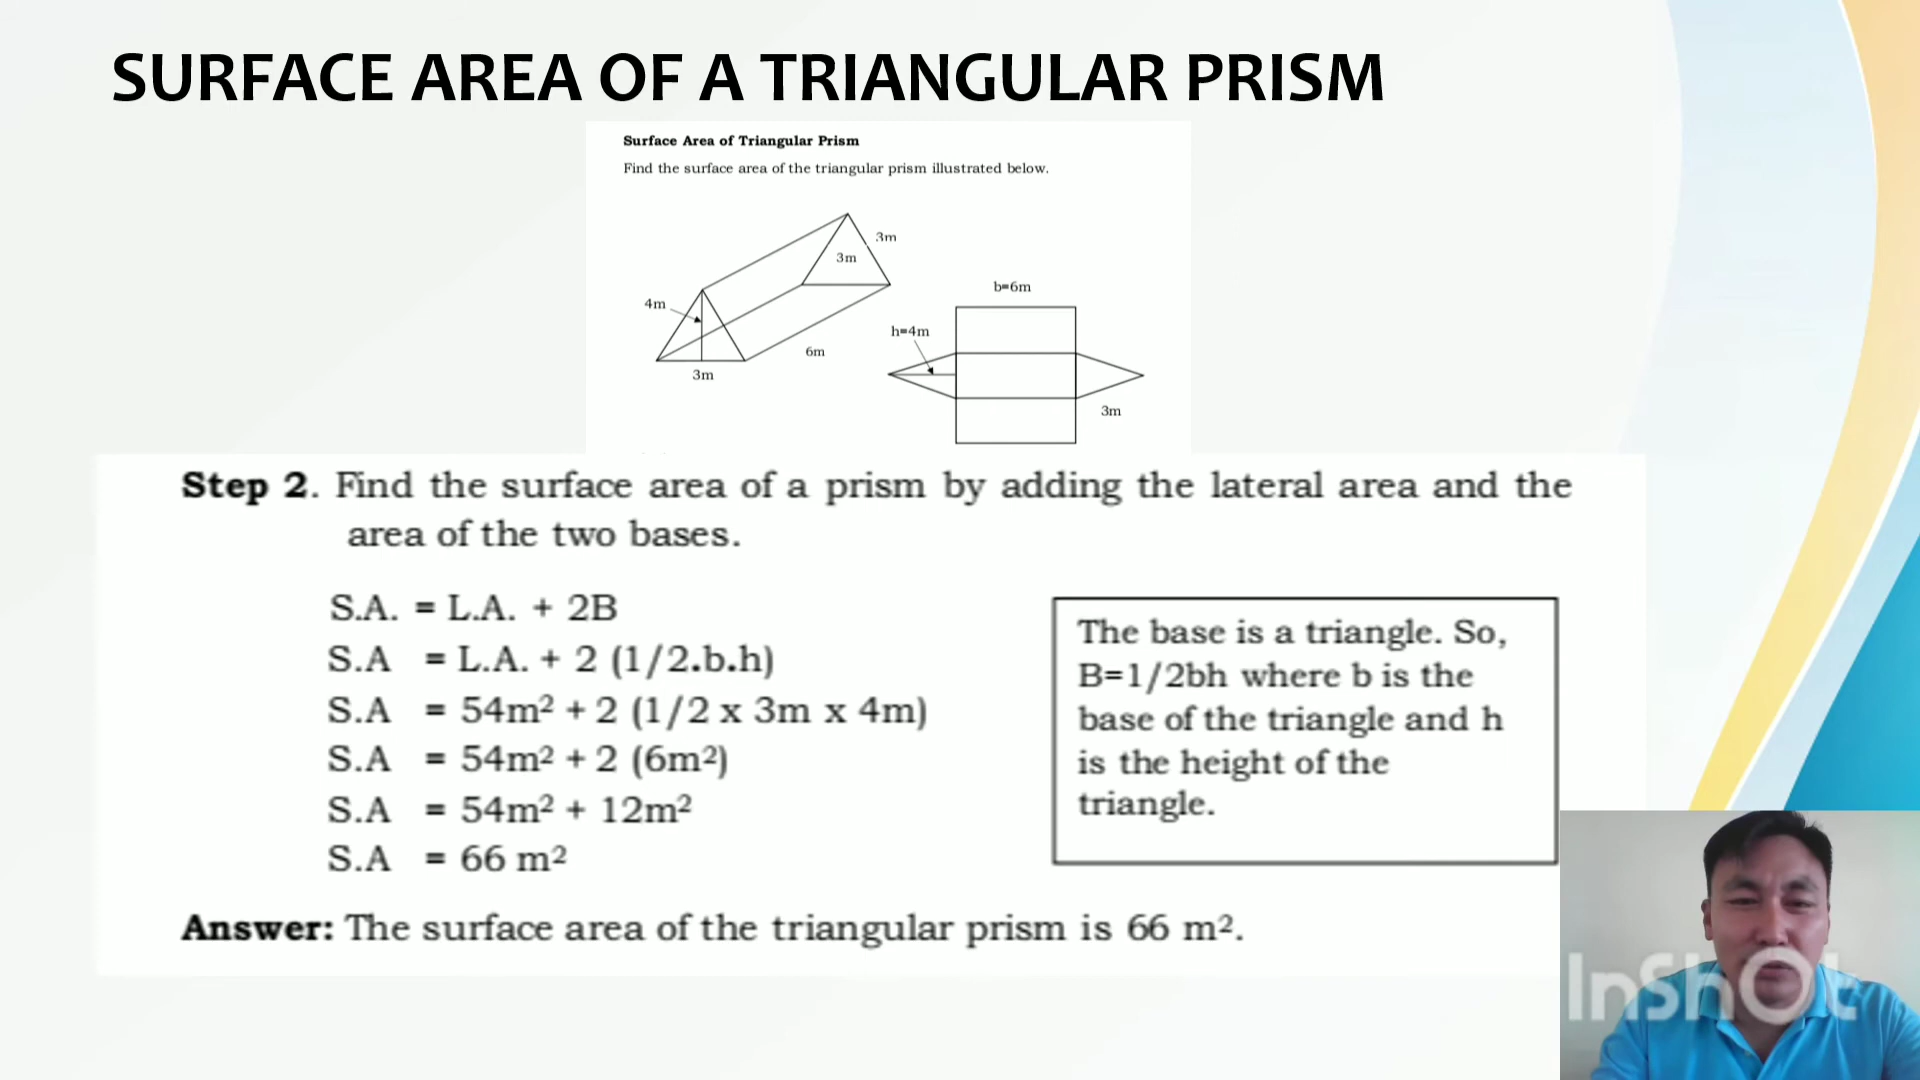 SURFACE AREA OF A TRIANGULAR PRISM
Surface Area of Triangular Prism
Find the surface area of the triangular prism illustrated below.
3m
3m
4m
6m
3m
b=6m
h=4m
3m
Step 2. Find the surface area of a prism by adding the lateral area and the
area of the two bases.
S.A. = L.A. + 2B
S.A = L.A. + 2 (1/2.b.h)
S.A = 54m² + 2 (1/2 x 3m x 4m)
S.A = 54m² + 2 (6m²)
S.A = 54m² + 12m²
S.A = 66 m²
The base is a triangle. So,
B=1/2bh where b is the
base of the triangle and h
is the height of the
triangle.
Answer: The surface area of the triangular prism is 66 m².
InShOt